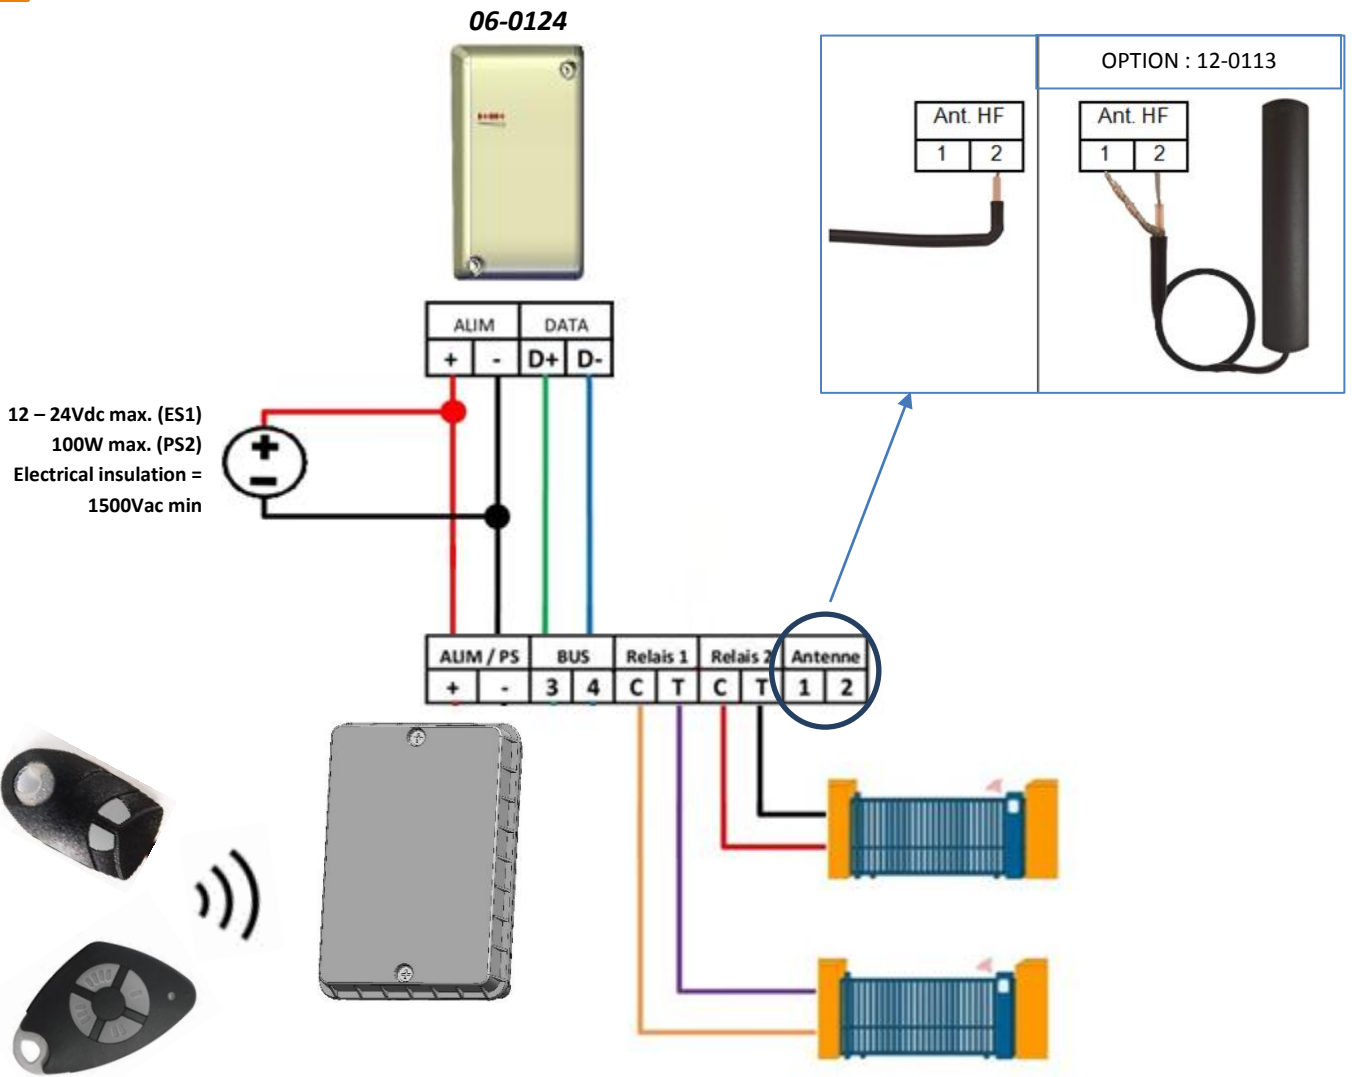 06-0124
OPTION : 12-0113
Ant. HF
1 2
Ant. HF
1 2
ALIM DATA
+ - D+ D-
12 – 24Vdc max. (ES1)
100W max. (PS2)
Electrical insulation =
1500Vac min
+
−
ALIM / PS BUS Relais 1 Relais 2 Antenne
+ - 3 4 C T C T 1 2